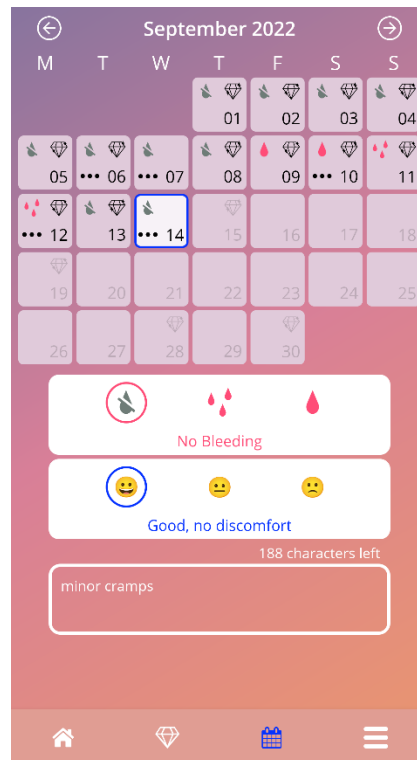 September 2022
M T W T F S S
01 02 03 04
05 ••• 06 ••• 07 08 09 ••• 10 11
••• 12 13 ••• 14 15 16 17 18
19 20 21 22 23 24 25
26 27 28 29 30
No Bleeding
Good, no discomfort
188 characters left
minor cramps